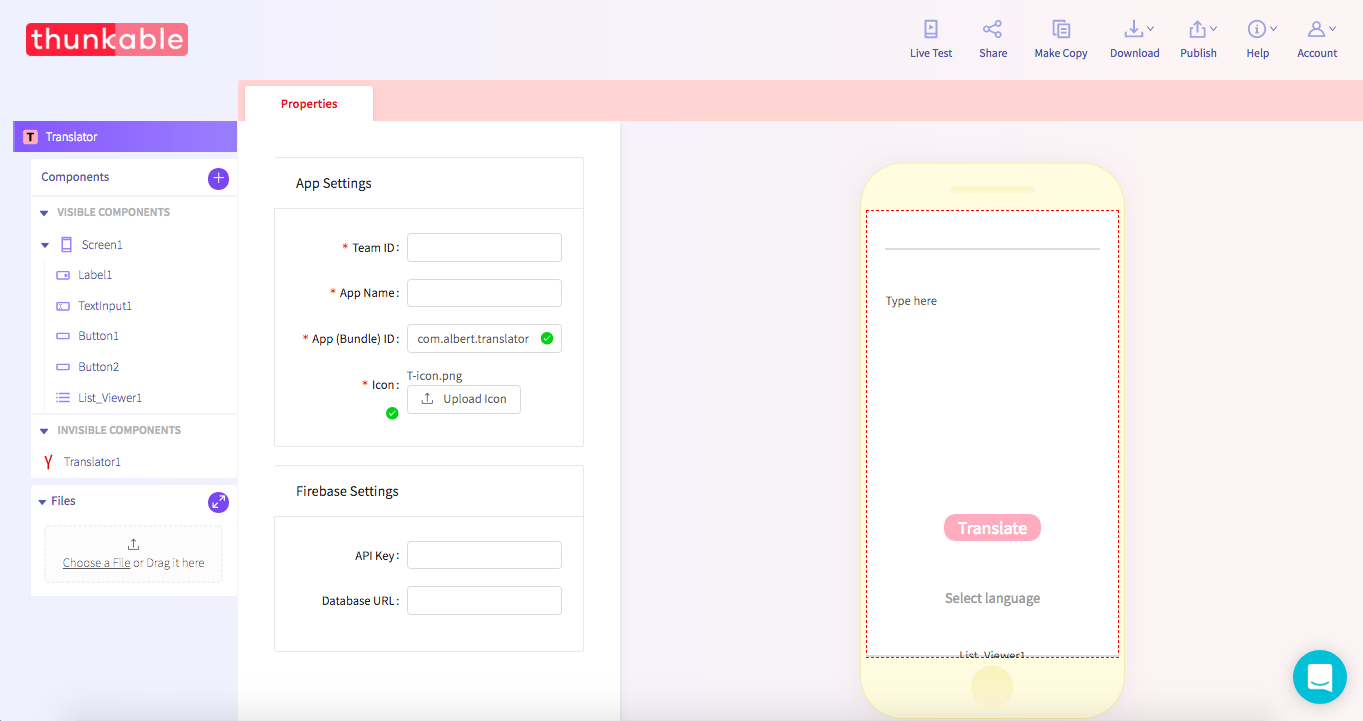 thunkable
Live Test
Share
Make Copy
Download
Publish
Help
Account
Properties
T Translator
Components
VISIBLE COMPONENTS
Screen1
Label1
TextInput1
Button1
Button2
List_Viewer1
INVISIBLE COMPONENTS
Translator1
Files
Choose a File or Drag it here
App Settings
* Team ID:
* App Name:
* App (Bundle) ID: com.albert.translator
T-icon.png
* Icon:
Upload Icon
Firebase Settings
API Key:
Database URL:
Type here
Translate
Select language
List_Viewer1